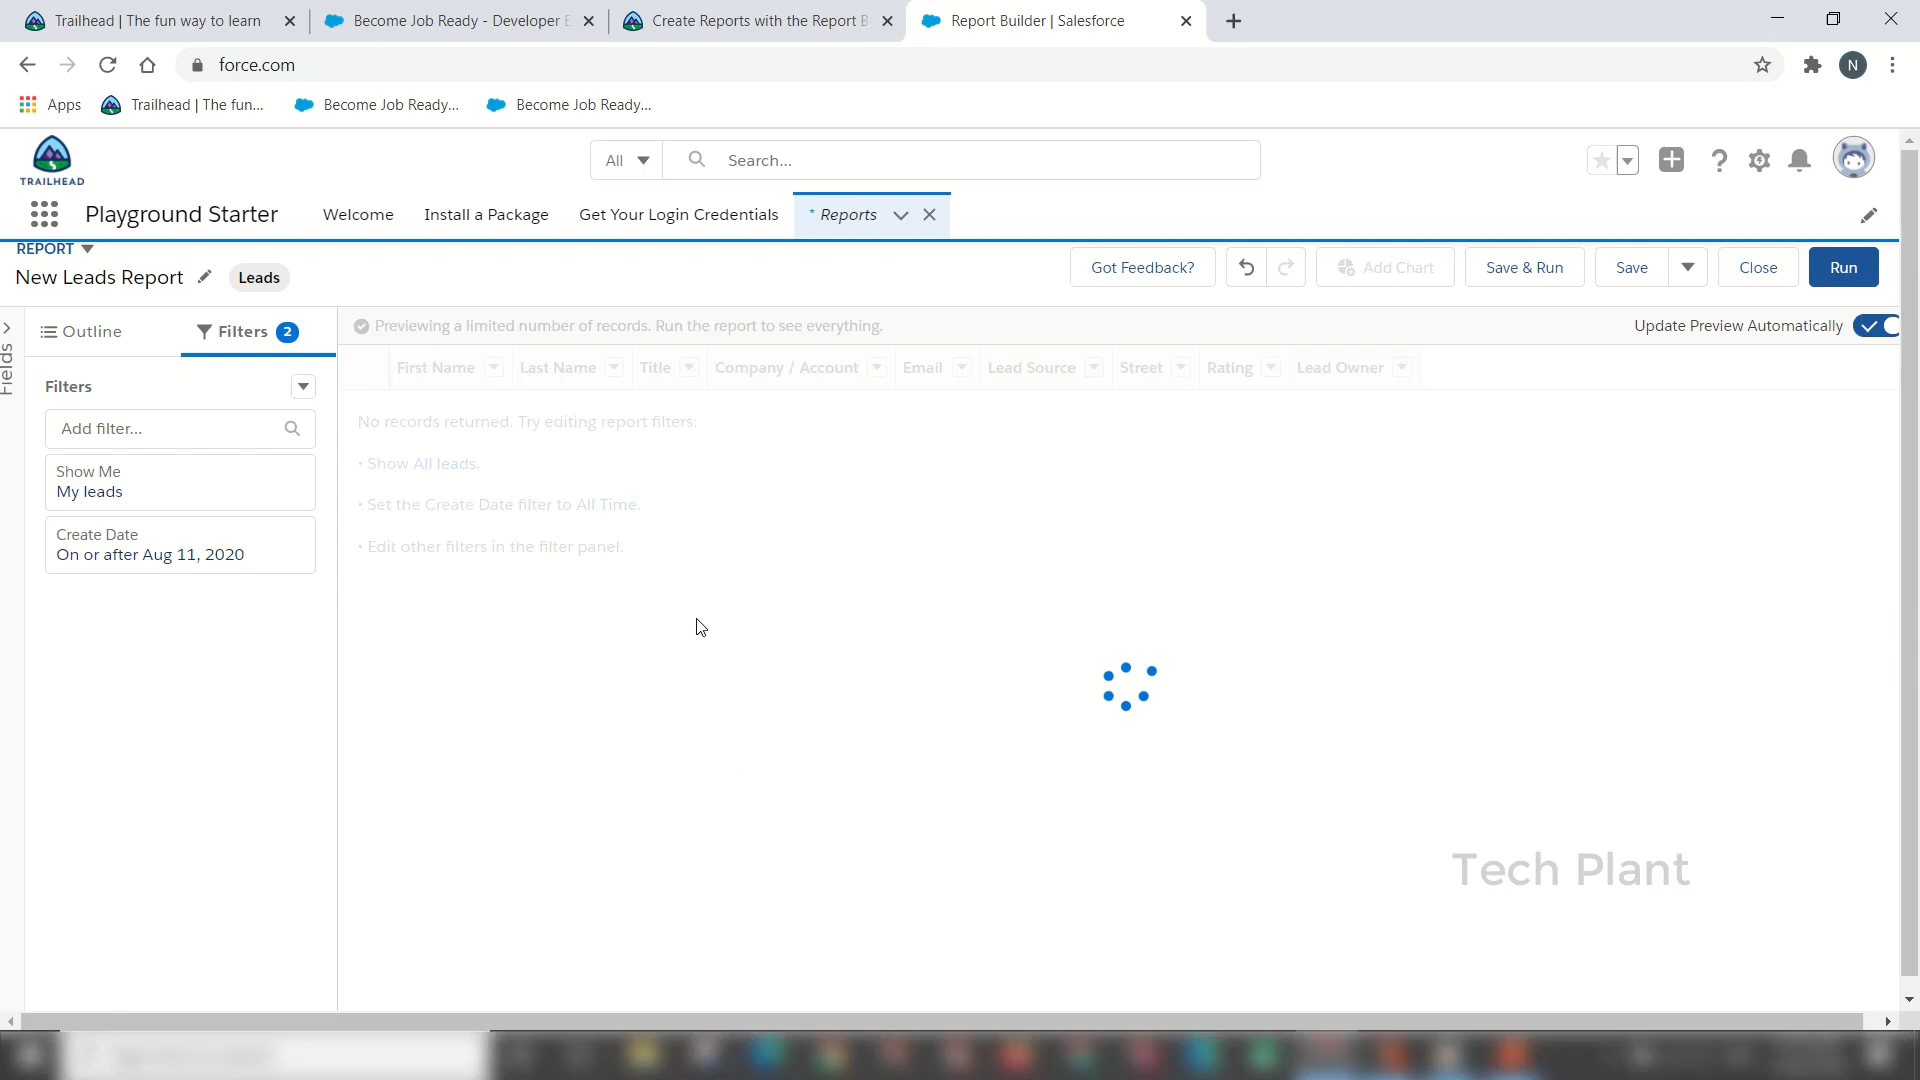 Trailhead | The fun way to learn
Become Job Ready - Developer E
Create Reports with the Report B
Report Builder | Salesforce
force.com
N
Apps
Trailhead | The fun...
Become Job Ready...
Become Job Ready...
TRAILHEAD
All
Search...
Playground Starter
Welcome
Install a Package
Get Your Login Credentials
* Reports
REPORT
New Leads Report
Leads
Got Feedback?
Add Chart
Save & Run
Save
Close
Run
Fields
Outline
Filters 2
Previewing a limited number of records. Run the report to see everything.
Update Preview Automatically
First Name
Last Name
Title
Company / Account
Email
Lead Source
Street
Rating
Lead Owner
Filters
Add filter...
Show Me
My leads
Create Date
On or after Aug 11, 2020
No records returned. Try editing report filters:
• Show All leads.
• Set the Create Date filter to All Time.
• Edit other filters in the filter panel.
Tech Plant